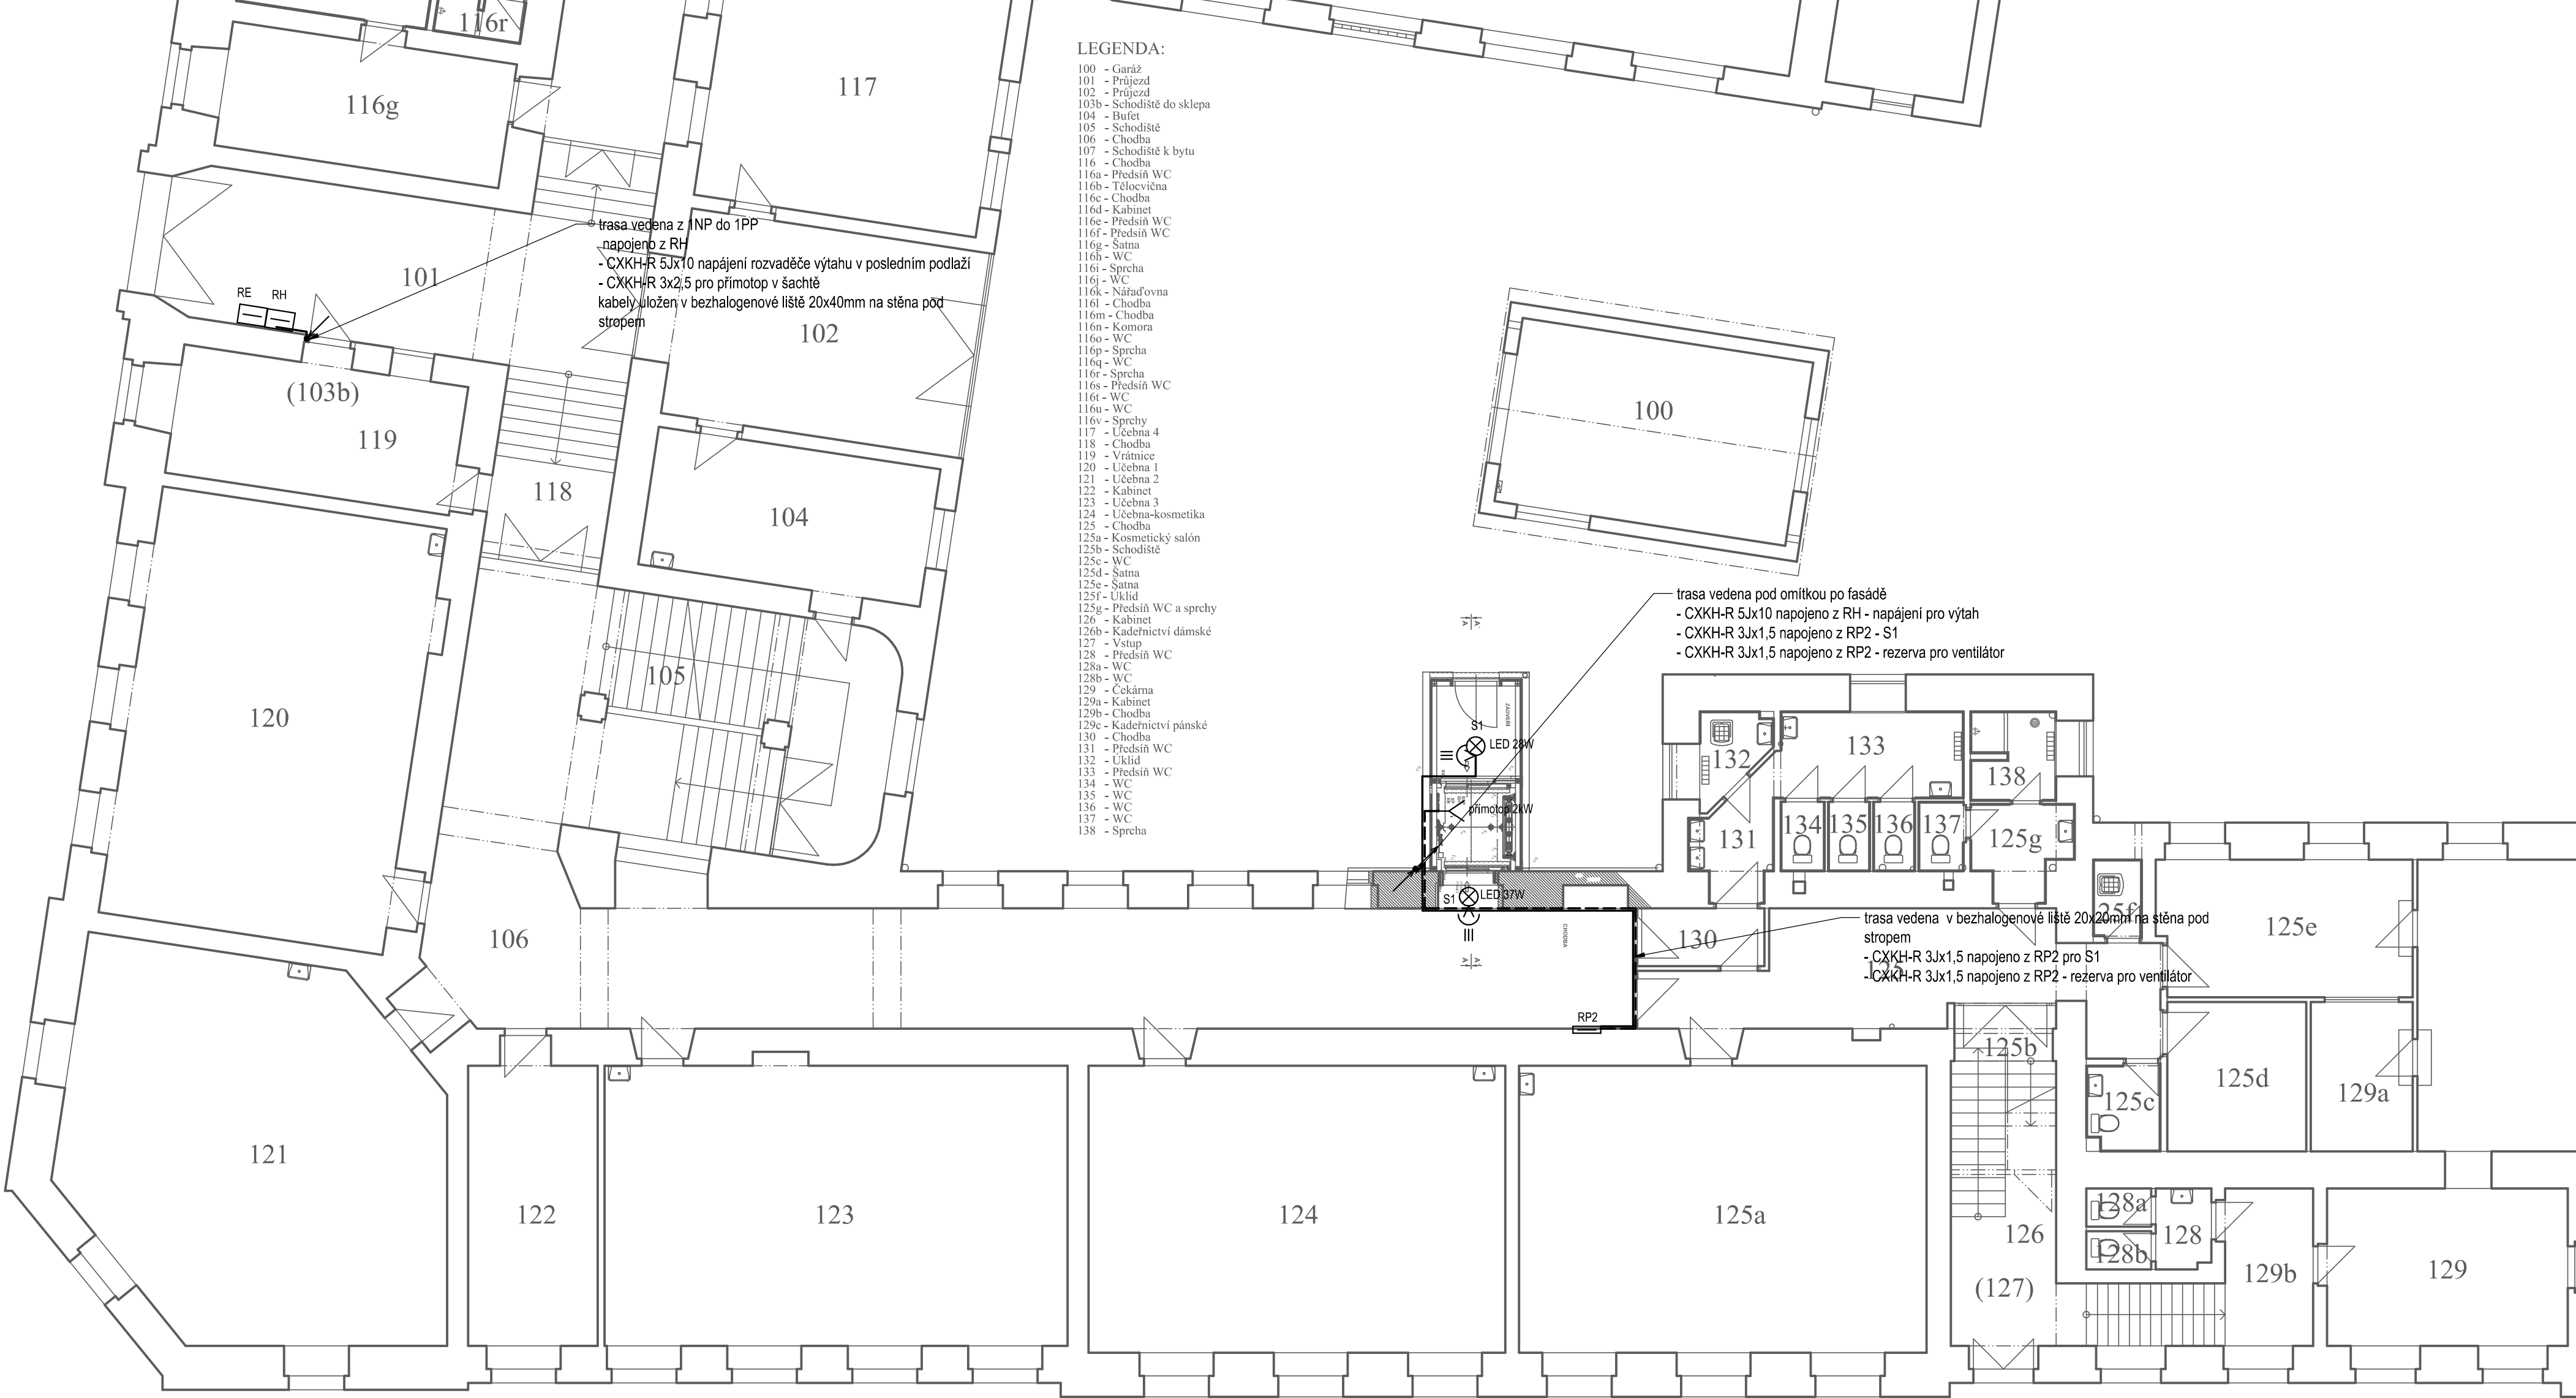 116r
116g
117
LEGENDA:
100 - Garáž
101 - Průjezd
102 - Průjezd
103b - Schodiště do sklepa
104 - Bufet
105 - Schodiště
106 - Chodba
107 - Schodiště k bytu
116 - Chodba
116a - Předsíň WC
116b - Tělocvična
116c - Chodba
116d - Kabinet
116e - Předsíň WC
116f - Předsíň WC
116g - Šatna
116h - WC
116i - Sprcha
116j - WC
116k - Nářaďovna
116l - Chodba
116m - Chodba
116n - Komora
116o - WC
116p - Sprcha
116q - WC
116r - Sprcha
116s - Předsíň WC
116t - WC
116u - WC
116v - Sprchy
117 - Učebna 4
118 - Chodba
119 - Vrátnice
120 - Učebna 1
121 - Učebna 2
122 - Kabinet
123 - Učebna 3
124 - Učebna-kosmetika
125 - Chodba
125a - Kosmetický salón
125b - Schodiště
125c - WC
125d - Šatna
125e - Šatna
125f - Úklid
125g - Předsíň WC a sprchy
126 - Kabinet
126b - Kadeřnictví dámské
127 - Vstup
128 - Předsíň WC
128a - WC
128b - WC
129 - Čekárna
129a - Kabinet
129b - Chodba
129c - Kadeřnictví pánské
130 - Chodba
131 - Předsíň WC
132 - Úklid
133 - Předsíň WC
134 - WC
135 - WC
136 - WC
137 - WC
138 - Sprcha
trasa vedena z 1NP do 1PP
napojeno z RH
- CXKH-R 5Jx10 napájení rozvaděče výtahu v posledním podlaží
- CXKH-R 3x2,5 pro přímotop v šachtě
kabely uložen v bezhalogenové liště 20x40mm na stěna pod
stropem
101
RE
RH
102
(103b)
119
118
104
100
105
120
106
121
trasa vedena pod omítkou po fasádě
- CXKH-R 5Jx10 napojeno z RH - napájení pro výtah
- CXKH-R 3Jx1,5 napojeno z RP2 - S1
- CXKH-R 3Jx1,5 napojeno z RP2 - rezerva pro ventilátor
A A
ZÁDVEŘÍ
S1
LED 28W
přímotop 2kW
S1
LED 37W
CHODBA
A A
132
133
138
131
134
135
136
137
125g
130
125f
125e
trasa vedena v bezhalogenové liště 20x20mm na stěna pod
stropem
- CXKH-R 3Jx1,5 napojeno z RP2 pro S1
- CXKH-R 3Jx1,5 napojeno z RP2 - rezerva pro ventilátor
125
RP2
125b
125c
125d
129a
122
123
124
125a
126
(127)
128a
128
128b
129b
129